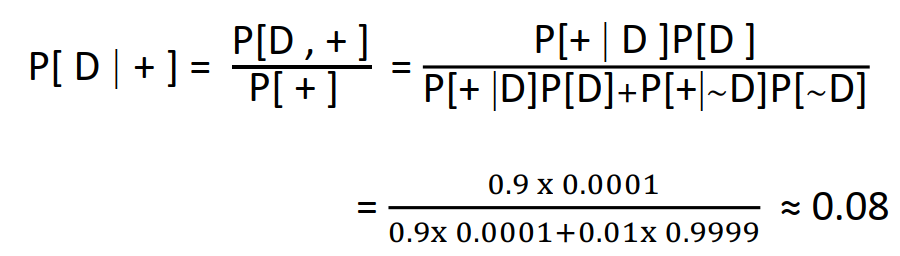 P[ D | + ] = P[D , + ] / P[ + ] = P[+ | D ]P[D ] / P[+ |D]P[D]+P[+|~D]P[~D]
= 0.9 x 0.0001 / 0.9x 0.0001+0.01x 0.9999 ≈ 0.08